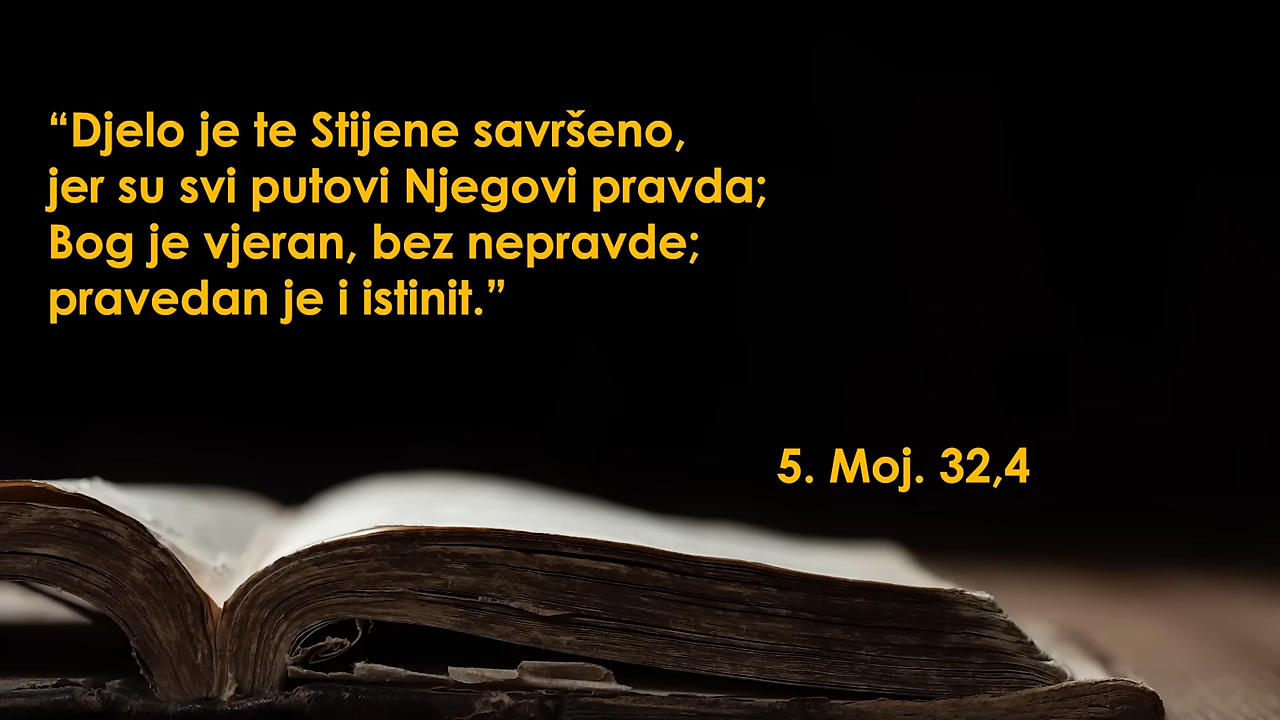 “Djelo je te Stijene savršeno,
jer su svi putovi Njegovi pravda;
Bog je vjeran, bez nepravde;
pravedan je i istinit.”
5. Moj. 32,4